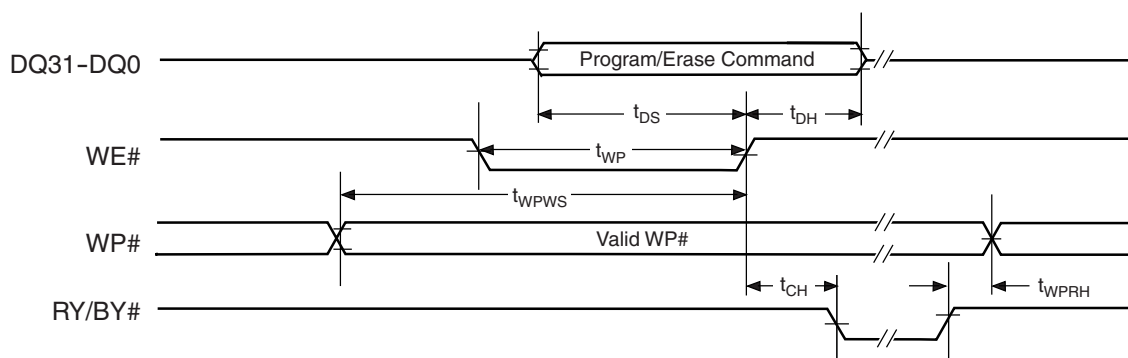 DQ31-DQ0
Program/Erase Command
tDS
tDH
WE#
tWP
tWPWS
WP#
Valid WP#
tCH
tWPRH
RY/BY#